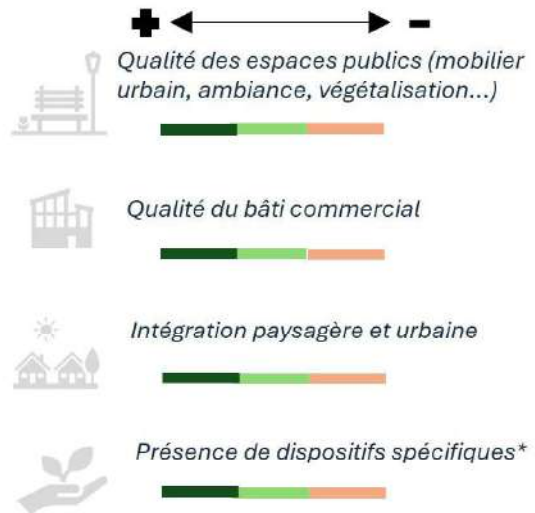 + -
Qualité des espaces publics (mobilier
urbain, ambiance, végétalisation...)
Qualité du bâti commercial
Intégration paysagère et urbaine
Présence de dispositifs spécifiques*